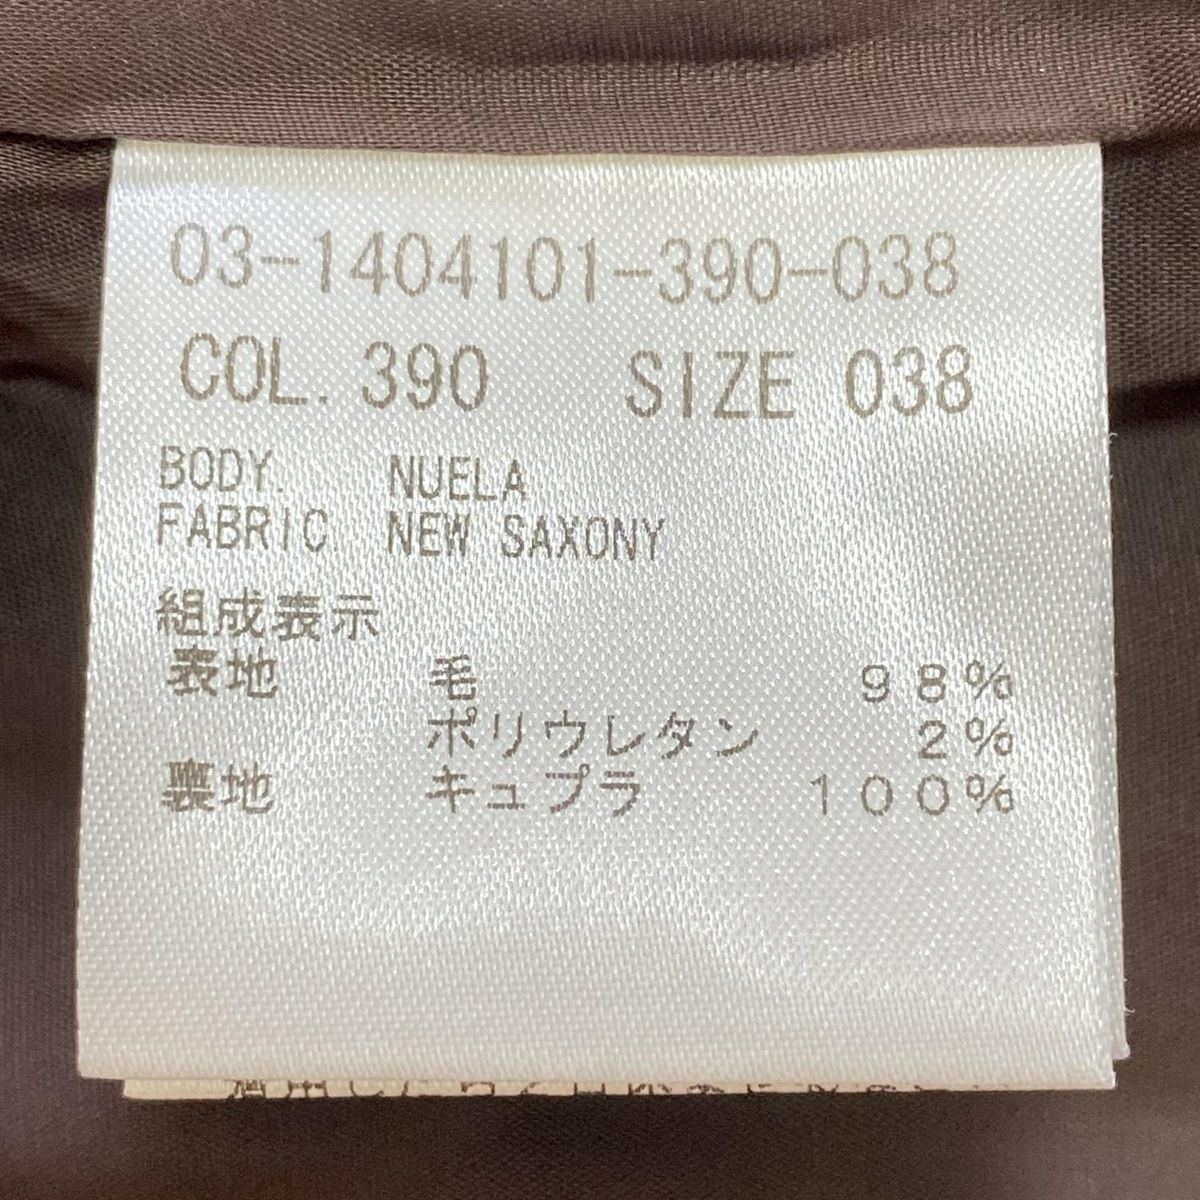 03-1404101-390-038
COL. 390 SIZE 038
BODY. NUELA
FABRIC. NEW SAXONY
組成表示
表地 毛 98%
ポリウレタン 2%
裏地 キュプラ 100%